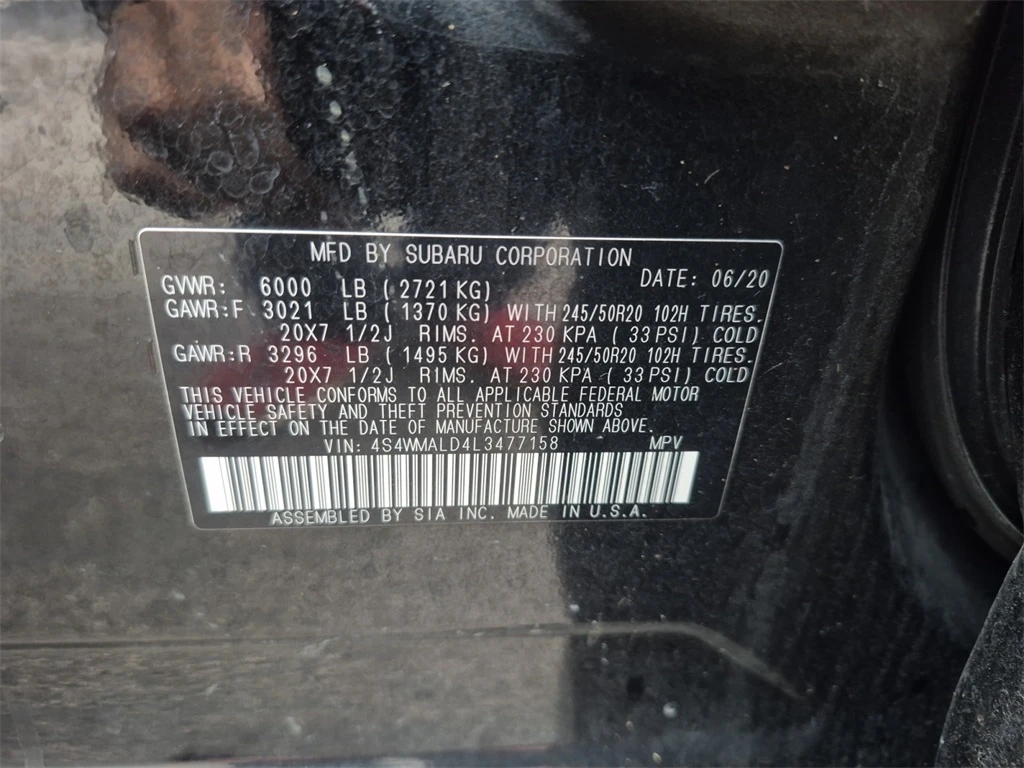 MFD BY SUBARU CORPORATION
GVWR: 6000 LB (2721KG) DATE: 06/20
GAWR:F 3021 LB (1370 KG) WITH 245/50R20 102H TIRES.
20X7 1/2J RIMS. AT 230 KPA (33 PSI) COLD
GAWR:R 3296 LB (1495 KG) WITH 245/50R20 102H TIRES.
20X7 1/2J RIMS. AT 230 KPA (33 PSI) COLD
THIS VEHICLE CONFORMS TO ALL APPLICABLE FEDERAL MOTOR
VEHICLE SAFETY AND THEFT PREVENTION STANDARDS
IN EFFECT ON THE DATE OF MANUFACTURE SHOWN ABOVE.
VIN: 4S4WMALD4L3477158 MPV
ASSEMBLED BY SIA INC. MADE IN U.S.A.